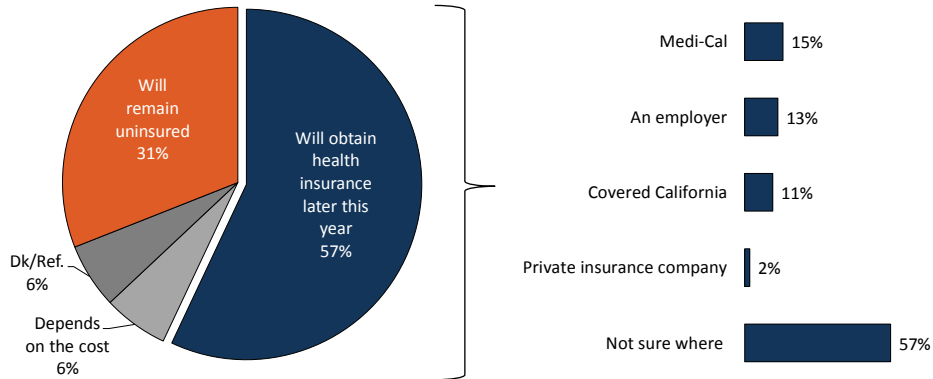 Will
remain
uninsured
31%
Will obtain
health
insurance
later this
year
57%
Dk/Ref.
6%
Depends
on the cost
6%
Medi-Cal
15%
An employer
13%
Covered California
11%
Private insurance company
2%
Not sure where
57%